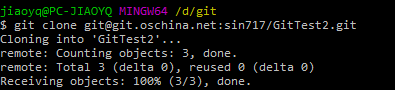 jiaoyq@PC-JIAOYQ MINGW64 /d/git
$ git clone git@git.oschina.net:sin717/GitTest2.git
Cloning into 'GitTest2'...
remote: Counting objects: 3, done.
remote: Total 3 (delta 0), reused 0 (delta 0)
Receiving objects: 100% (3/3), done.